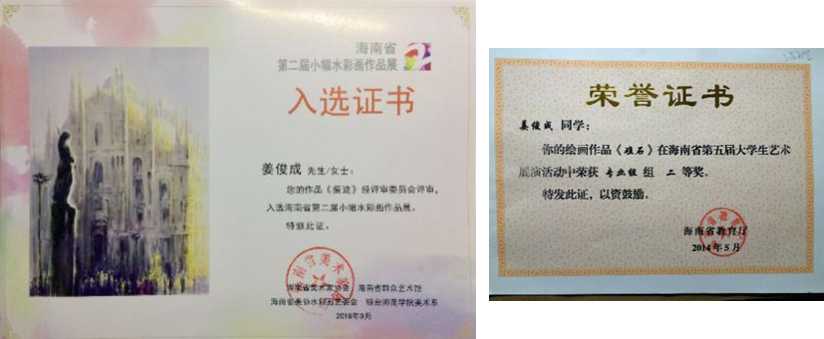 海南省
第二届小幅水彩画作品展
入选证书
姜俊成 先生/女士：
您的作品《 》经评审委员会评审，
入选海南省第二届小幅水彩画作品展。
特颁此证。
海南省美术家协会 海南省群众艺术馆
海南省美协水彩画艺委会 琼台师范学院美术系
2016年9月
荣誉证书
姜俊成 同学：
你的绘画作品《礁石》在海南省第五届大学生艺术
展演活动中荣获 专业组 组 二 等奖。
特发此证，以资鼓励。
海南省教育厅
2014年5月